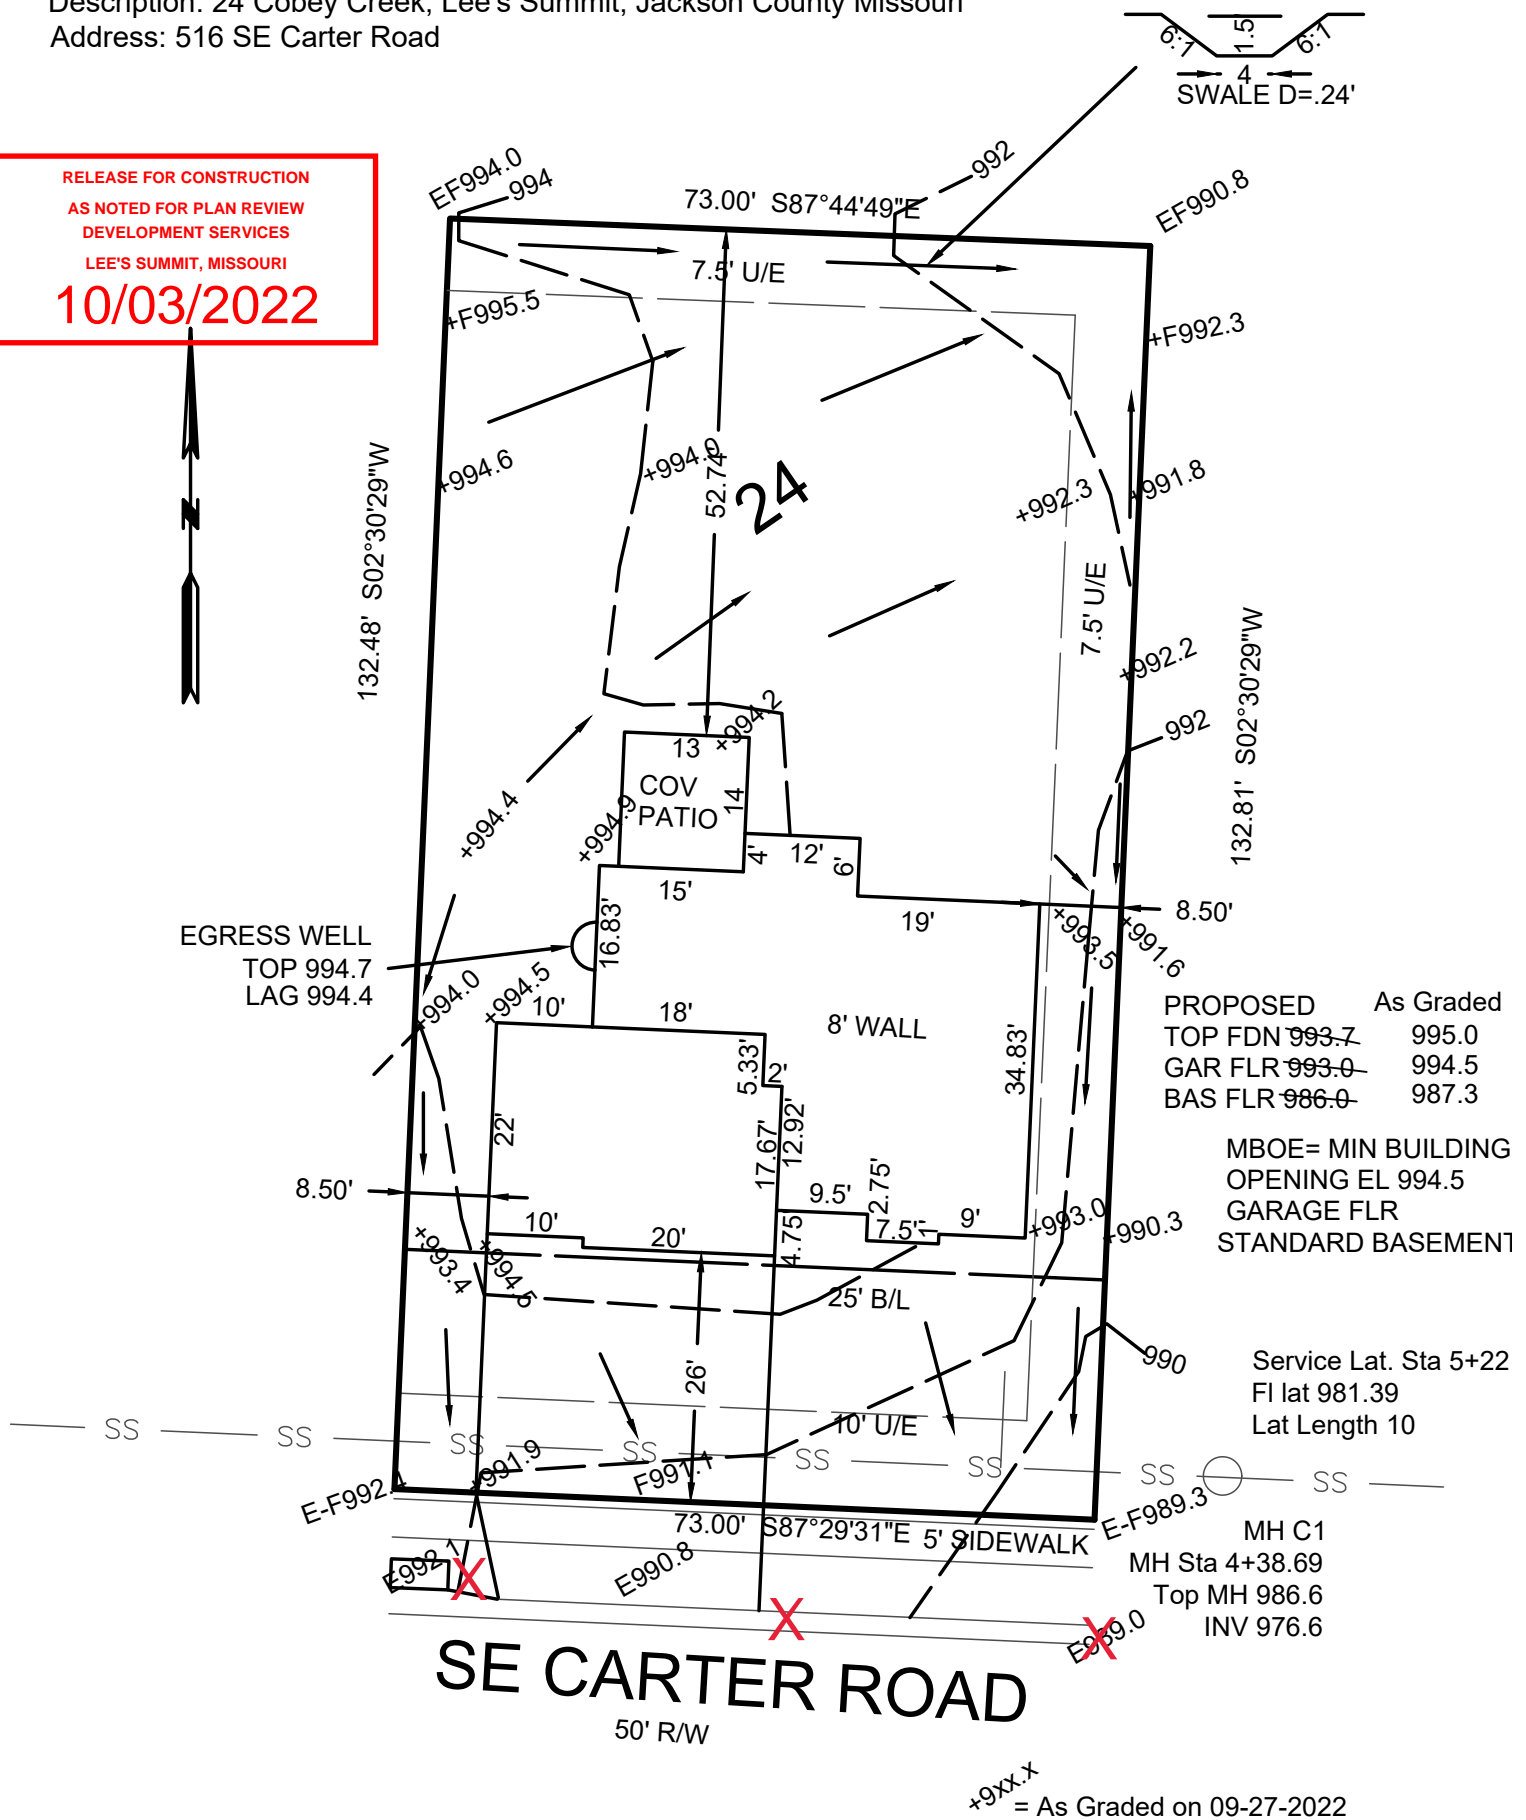 Description: 24 Cobey Creek, Lee's Summit, Jackson County Missouri
Address: 516 SE Carter Road
6:1
1.5'
6:1
4
SWALE D=.24'
RELEASE FOR CONSTRUCTION
AS NOTED FOR PLAN REVIEW
DEVELOPMENT SERVICES
LEE'S SUMMIT, MISSOURI
10/03/2022
N
EF994.0
994
73.00' S87°44'49"E
992
EF990.8
7.5' U/E
+F995.5
+F992.3
+994.6
+994.0
52.74'
24
+992.3
+991.8
132.48' S02°30'29"W
7.5' U/E
+992.2
132.81' S02°30'29"W
992
+994.2
13
COV
PATIO
14
+994.9
+994.4
4'
12'
6'
15'
19'
8.50'
16.83'
+993.5
+991.6
EGRESS WELL
TOP 994.7
LAG 994.4
+994.0
+994.5
10'
18'
8' WALL
5.33'
2'
34.83'
PROPOSED As Graded
TOP FDN 993.7 995.0
GAR FLR 993.0 994.5
BAS FLR 986.0 987.3
22'
17.67'
12.92'
MBOE= MIN BUILDING
OPENING EL 994.5
GARAGE FLR
STANDARD BASEMENT
8.50'
9.5'
2.75'
7.5'
1'
9'
+993.0
+990.3
10'
20'
4.75'
+993.4
+994.5
25' B/L
26'
990
Service Lat. Sta 5+22
Fl lat 981.39
Lat Length 10
10' U/E
SS SS SS SS SS SS SS SS
+991.9
F991.1
E-F992.4
E-F989.3
73.00' S87°29'31"E
5' SIDEWALK
MH C1
MH Sta 4+38.69
Top MH 986.6
INV 976.6
E992.1
X
E990.8
X
E989.0
X
SE CARTER ROAD
50' R/W
+9xx.x
= As Graded on 09-27-2022